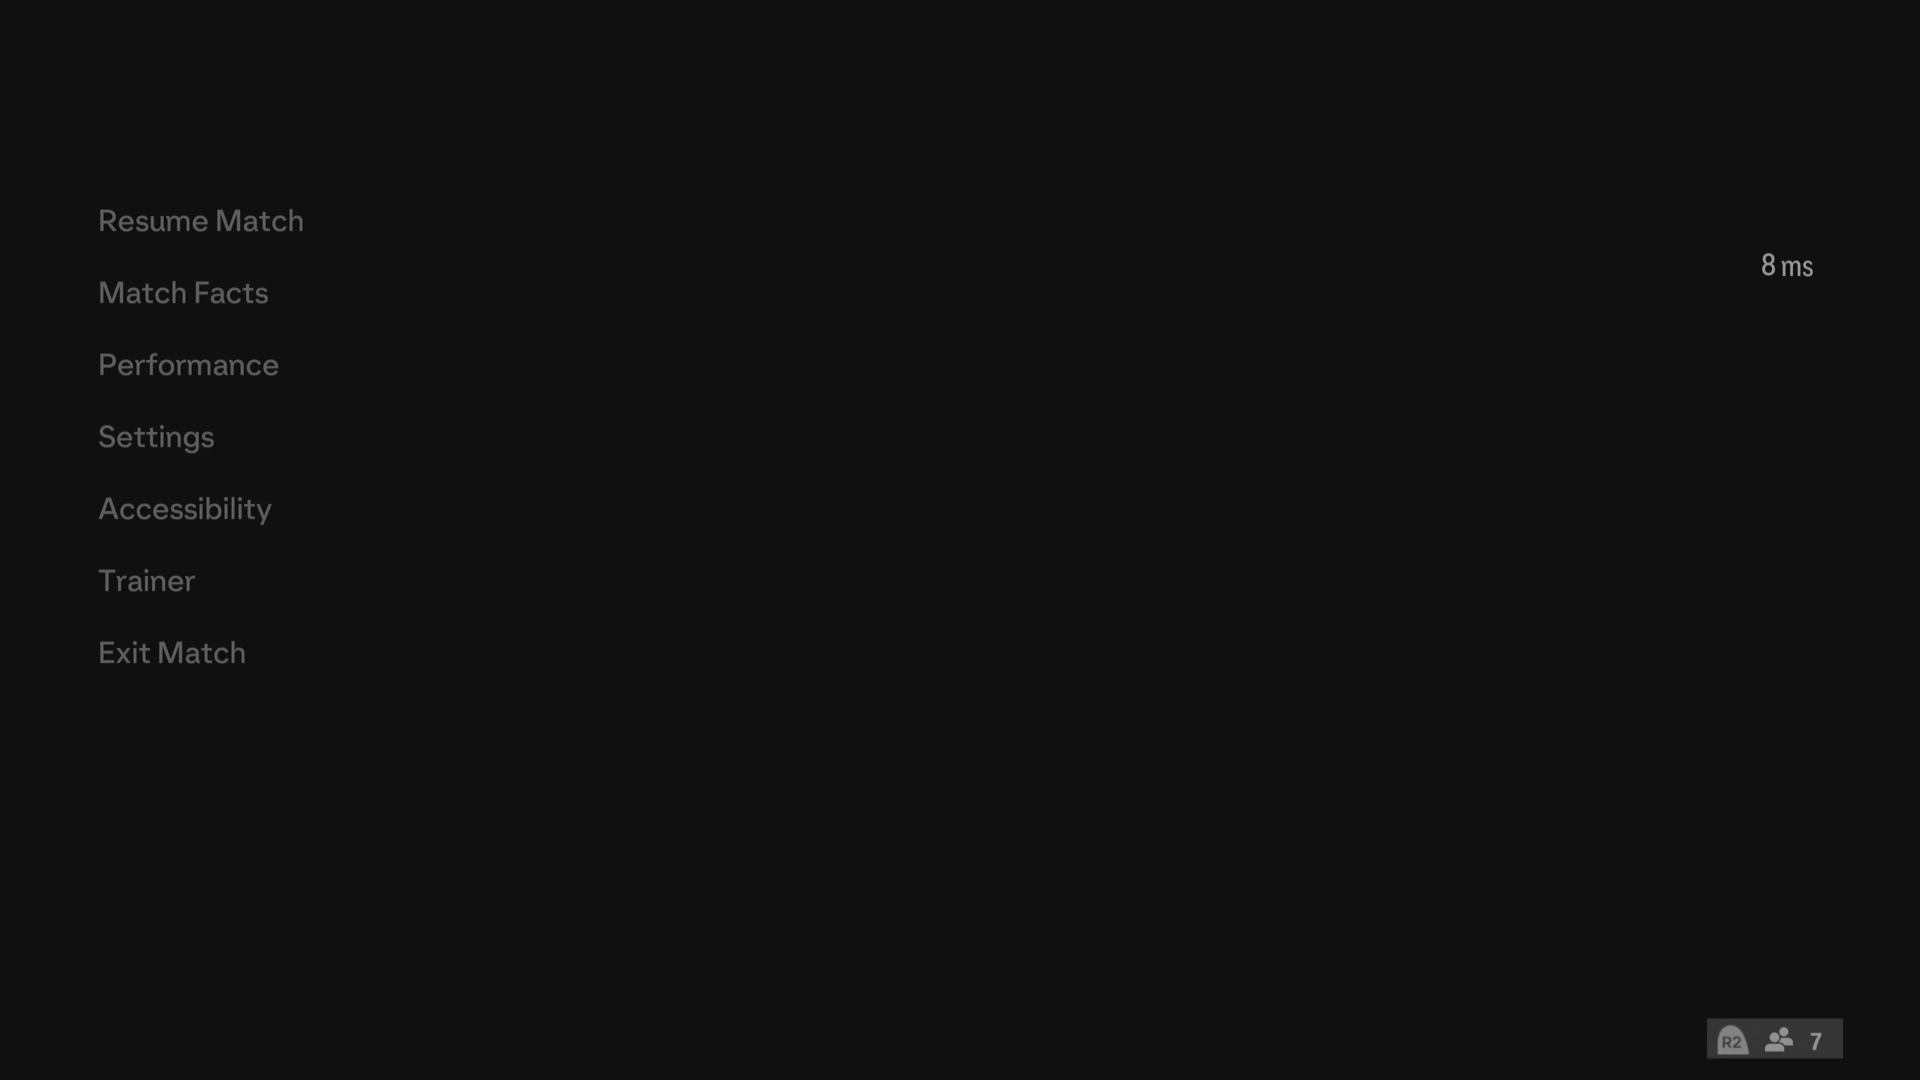 Resume Match
8 ms
Match Facts
Performance
Settings
Accessibility
Trainer
Exit Match
R2 7